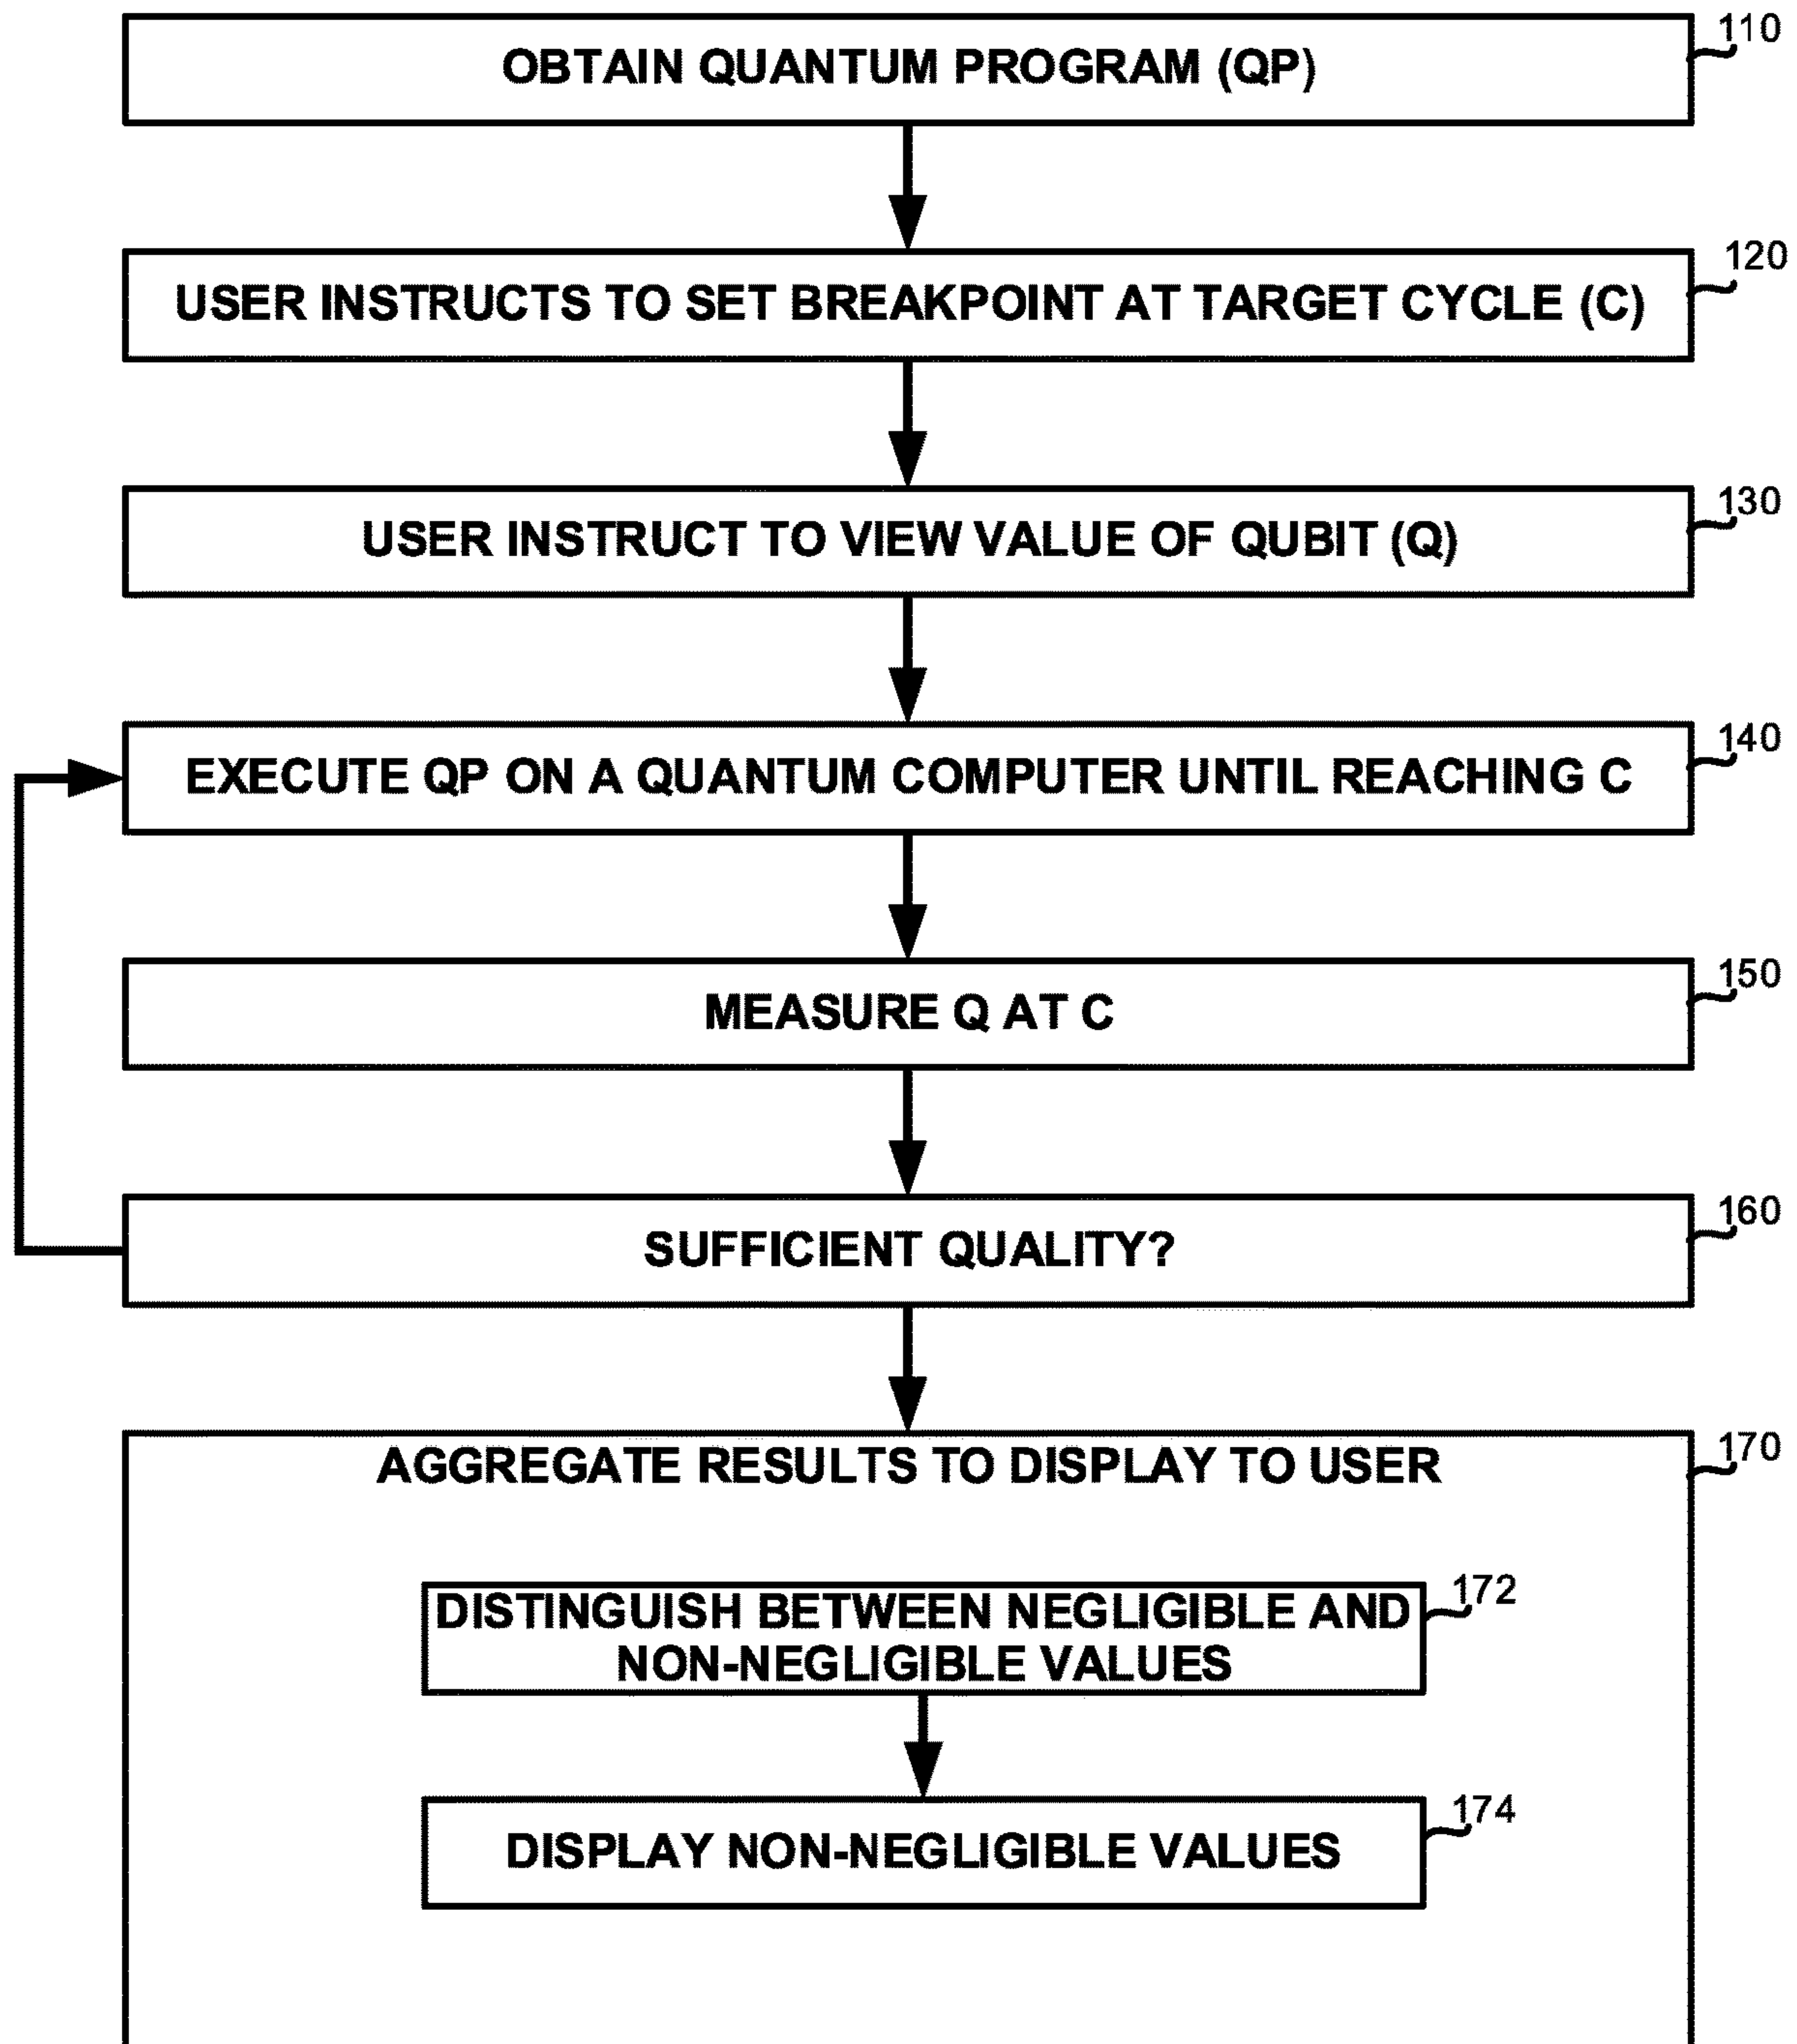 110
OBTAIN QUANTUM PROGRAM (QP)
120
USER INSTRUCTS TO SET BREAKPOINT AT TARGET CYCLE (C)
130
USER INSTRUCT TO VIEW VALUE OF QUBIT (Q)
140
EXECUTE QP ON A QUANTUM COMPUTER UNTIL REACHING C
150
MEASURE Q AT C
160
SUFFICIENT QUALITY?
170
AGGREGATE RESULTS TO DISPLAY TO USER
172
DISTINGUISH BETWEEN NEGLIGIBLE AND
NON-NEGLIGIBLE VALUES
174
DISPLAY NON-NEGLIGIBLE VALUES